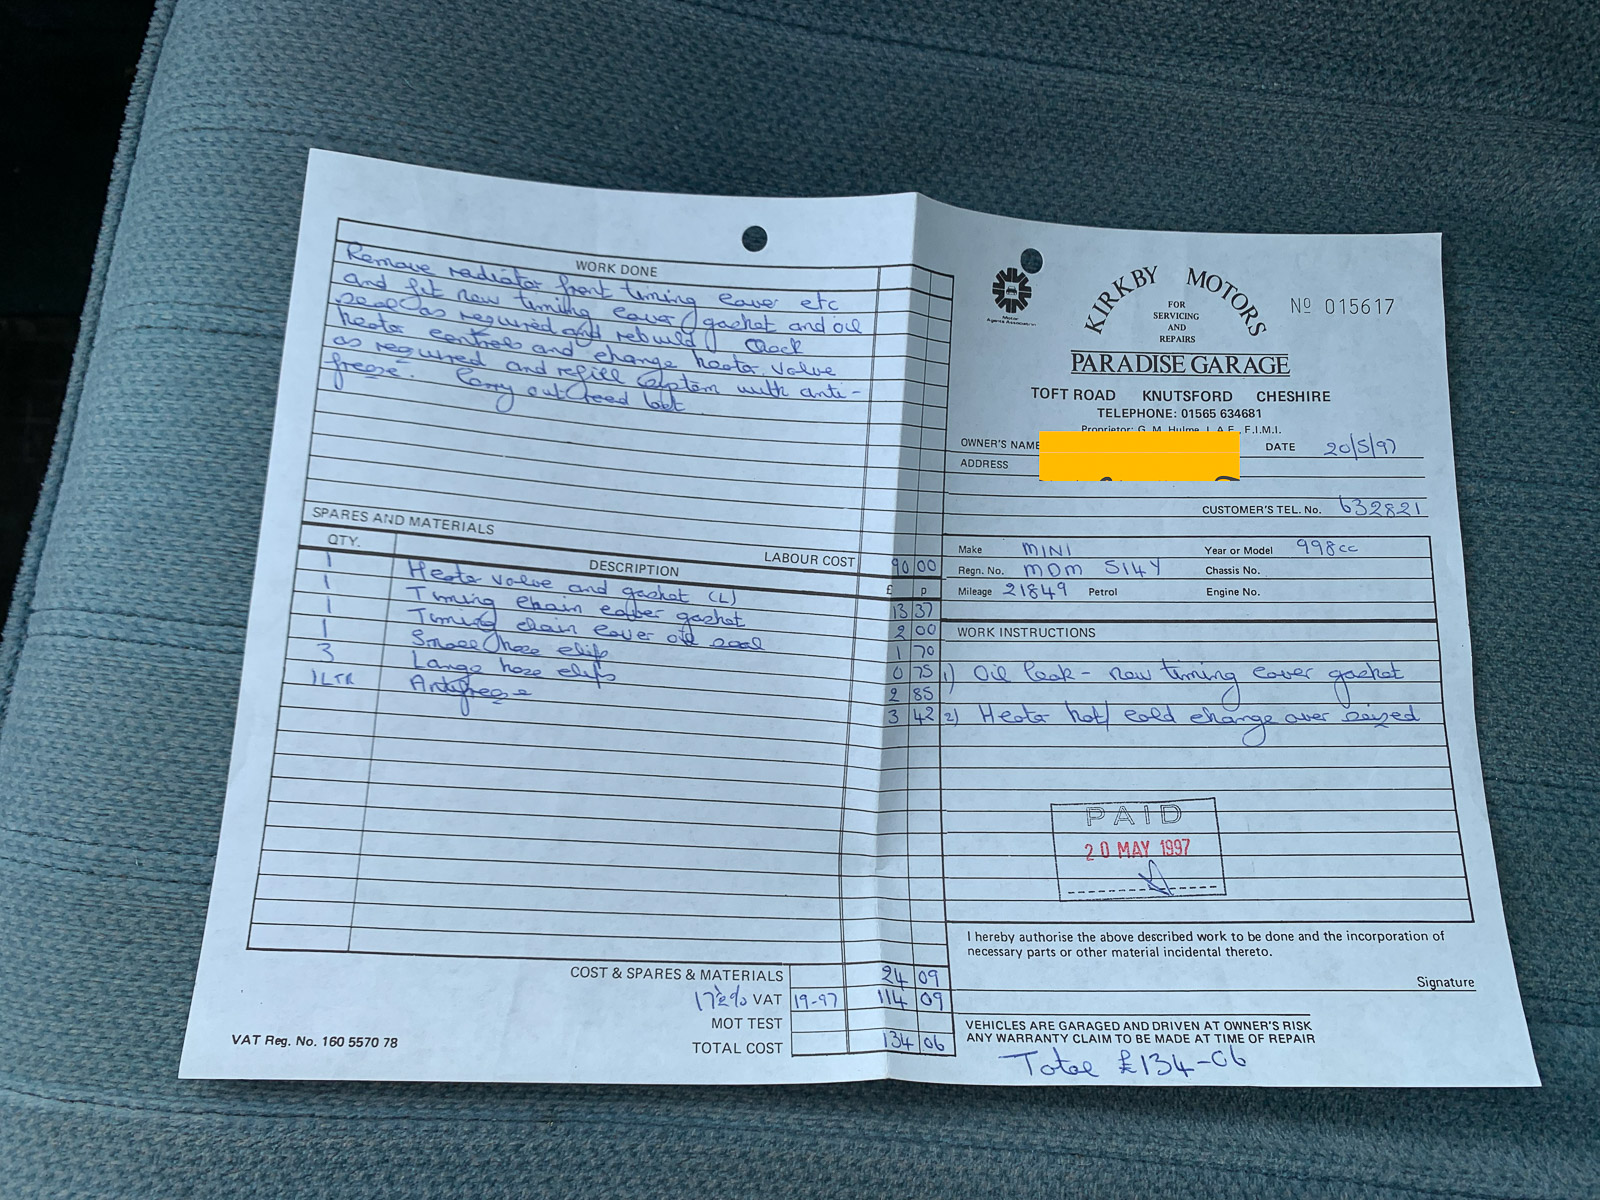 WORK DONE
Remove radiator front timing cover etc
and fit new timing cover gasket and oil
seal as required and rebuild. Check
heater controls and change heater valve
as required and refill system with anti-
freeze. Carry out road test
SPARES AND MATERIALS
LABOUR COST 90 00
QTY. DESCRIPTION £ p
1 Heater valve and gasket (L) 13 37
1 Timing chain cover gasket 2 00
1 Timing chain cover oil seal 1 70
1 Small hose clip 0 75
3 Large hose clips 2 85
1LTR Antifreeze 3 42
COST & SPARES & MATERIALS 24 09
17½% VAT 19-97 114 09
MOT TEST
TOTAL COST 134 06
VAT Reg. No. 160 5570 78
Motor
Agents Association
KIRKBY MOTORS
FOR
SERVICING
AND
REPAIRS
Nº 015617
PARADISE GARAGE
TOFT ROAD KNUTSFORD CHESHIRE
TELEPHONE: 01565 634681
Proprietor: G. M. Hulme, L.A.E., F.I.M.I.
OWNER'S NAME DATE 20/5/97
ADDRESS
CUSTOMER'S TEL. No. 632821
Make MINI Year or Model 998cc
Regn. No. MDM 514Y Chassis No.
Mileage 21849 Petrol Engine No.
WORK INSTRUCTIONS
1) Oil leak - new timing cover gasket
2) Heater hot/cold change over seized
PAID
20 MAY 1997
I hereby authorise the above described work to be done and the incorporation of
necessary parts or other material incidental thereto.
Signature
VEHICLES ARE GARAGED AND DRIVEN AT OWNER'S RISK
ANY WARRANTY CLAIM TO BE MADE AT TIME OF REPAIR
Total £134-06